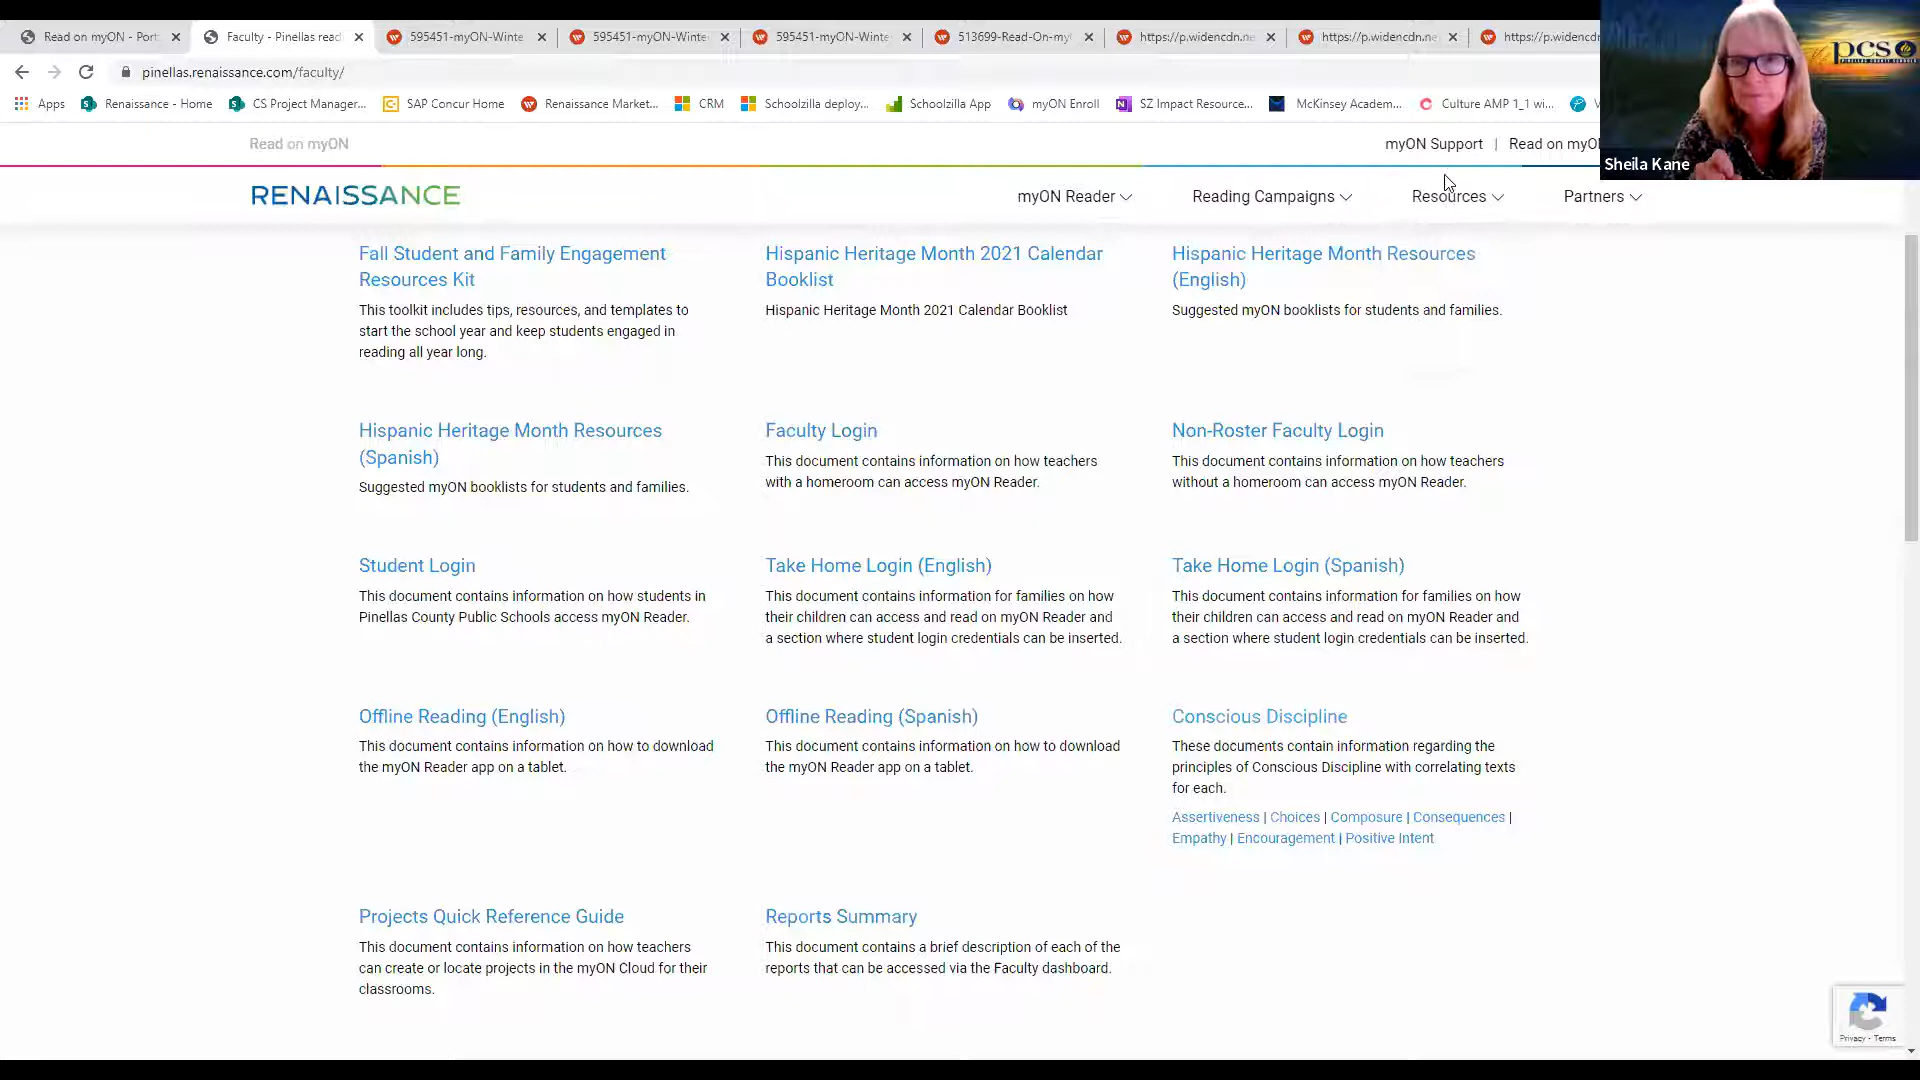 Read on myON - Port
Faculty - Pinellas read
595451-myON-Winte
595451-myON-Winte
595451-myON-Winte
513699-Read-On-my
https://p.widencdn.ne
https://p.widencdn.ne
https://p.widencdn
pinellas.renaissance.com/faculty/
Apps
Renaissance - Home
CS Project Manager...
SAP Concur Home
Renaissance Market...
CRM
Schoolzilla deploy...
Schoolzilla App
myON Enroll
SZ Impact Resource...
McKinsey Academ...
Culture AMP 1_1 wi...
pcs
PINELLAS COUNTY SCHOOLS
Sheila Kane
Read on myON
myON Support | Read on myON
RENAISSANCE
myON Reader
Reading Campaigns
Resources
Partners
Fall Student and Family Engagement
Resources Kit
This toolkit includes tips, resources, and templates to
start the school year and keep students engaged in
reading all year long.
Hispanic Heritage Month 2021 Calendar
Booklist
Hispanic Heritage Month 2021 Calendar Booklist
Hispanic Heritage Month Resources
(English)
Suggested myON booklists for students and families.
Hispanic Heritage Month Resources
(Spanish)
Suggested myON booklists for students and families.
Faculty Login
This document contains information on how teachers
with a homeroom can access myON Reader.
Non-Roster Faculty Login
This document contains information on how teachers
without a homeroom can access myON Reader.
Student Login
This document contains information on how students in
Pinellas County Public Schools access myON Reader.
Take Home Login (English)
This document contains information for families on how
their children can access and read on myON Reader and
a section where student login credentials can be inserted.
Take Home Login (Spanish)
This document contains information for families on how
their children can access and read on myON Reader and
a section where student login credentials can be inserted.
Offline Reading (English)
This document contains information on how to download
the myON Reader app on a tablet.
Offline Reading (Spanish)
This document contains information on how to download
the myON Reader app on a tablet.
Conscious Discipline
These documents contain information regarding the
principles of Conscious Discipline with correlating texts
for each.
Assertiveness | Choices | Composure | Consequences |
Empathy | Encouragement | Positive Intent
Projects Quick Reference Guide
This document contains information on how teachers
can create or locate projects in the myON Cloud for their
classrooms.
Reports Summary
This document contains a brief description of each of the
reports that can be accessed via the Faculty dashboard.
Privacy - Terms